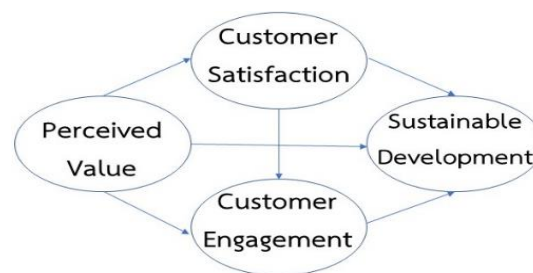 Customer
Satisfaction
Perceived
Value
Sustainable
Development
Customer
Engagement